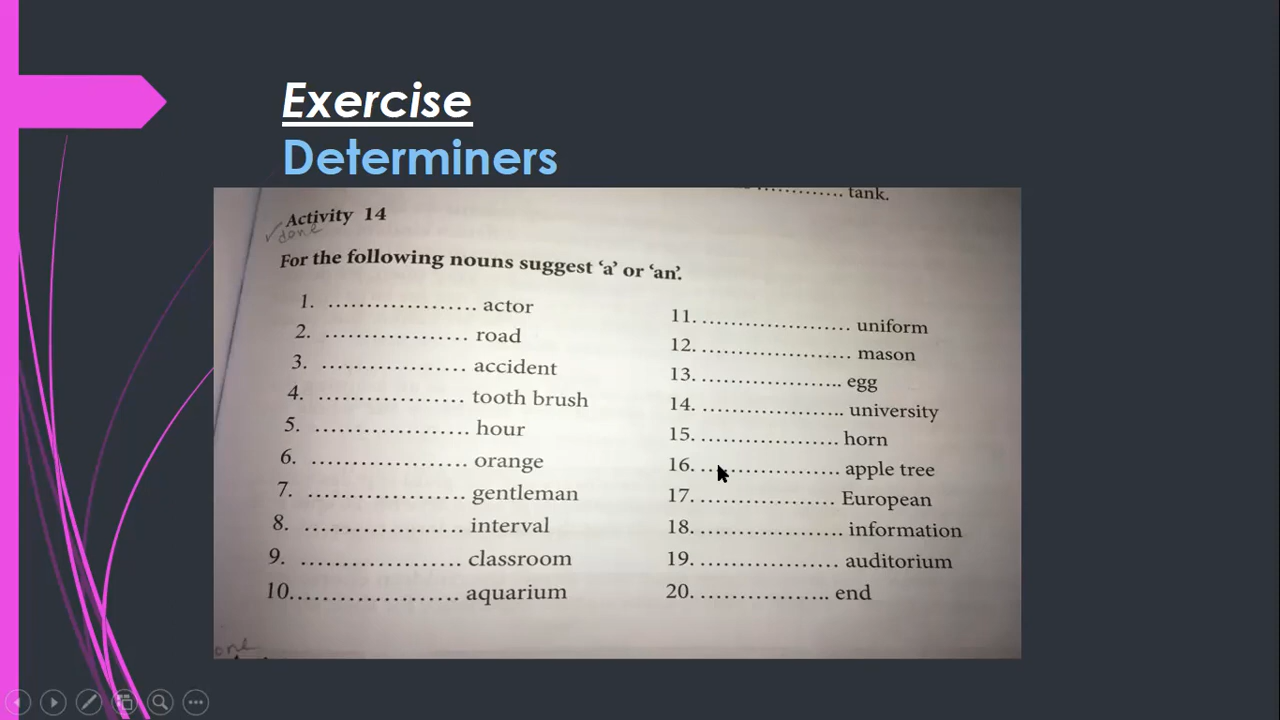 Exercise
Determiners
............. tank.
Activity 14
✓done
For the following nouns suggest ‘a’ or ‘an’.
1. ................... actor
2. ................... road
3. ................... accident
4. ................... tooth brush
5. .................... hour
6. .................... orange
7. .................... gentleman
8. .................... interval
9. .................... classroom
10..................... aquarium
11. ................... uniform
12. ................... mason
13. .................. egg
14. .................. university
15. .................. horn
16. .................. apple tree
17. ................. European
18. .................. information
19. .................. auditorium
20. ................. end
one